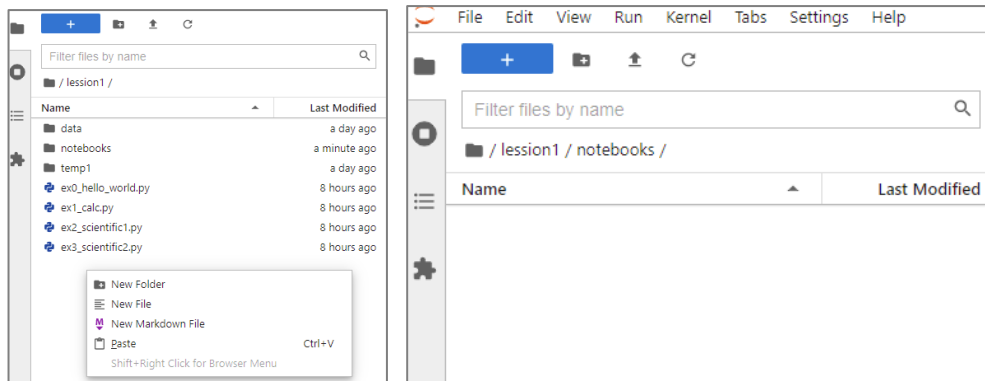 Filter files by name
/ lession1 /
Name Last Modified
data a day ago
notebooks a minute ago
temp1 a day ago
ex0_hello_world.py 8 hours ago
ex1_calc.py 8 hours ago
ex2_scientific1.py 8 hours ago
ex3_scientific2.py 8 hours ago
New Folder
New File
M New Markdown File
Paste Ctrl+V
Shift+Right Click for Browser Menu
File Edit View Run Kernel Tabs Settings Help
Filter files by name
/ lession1 / notebooks /
Name Last Modified